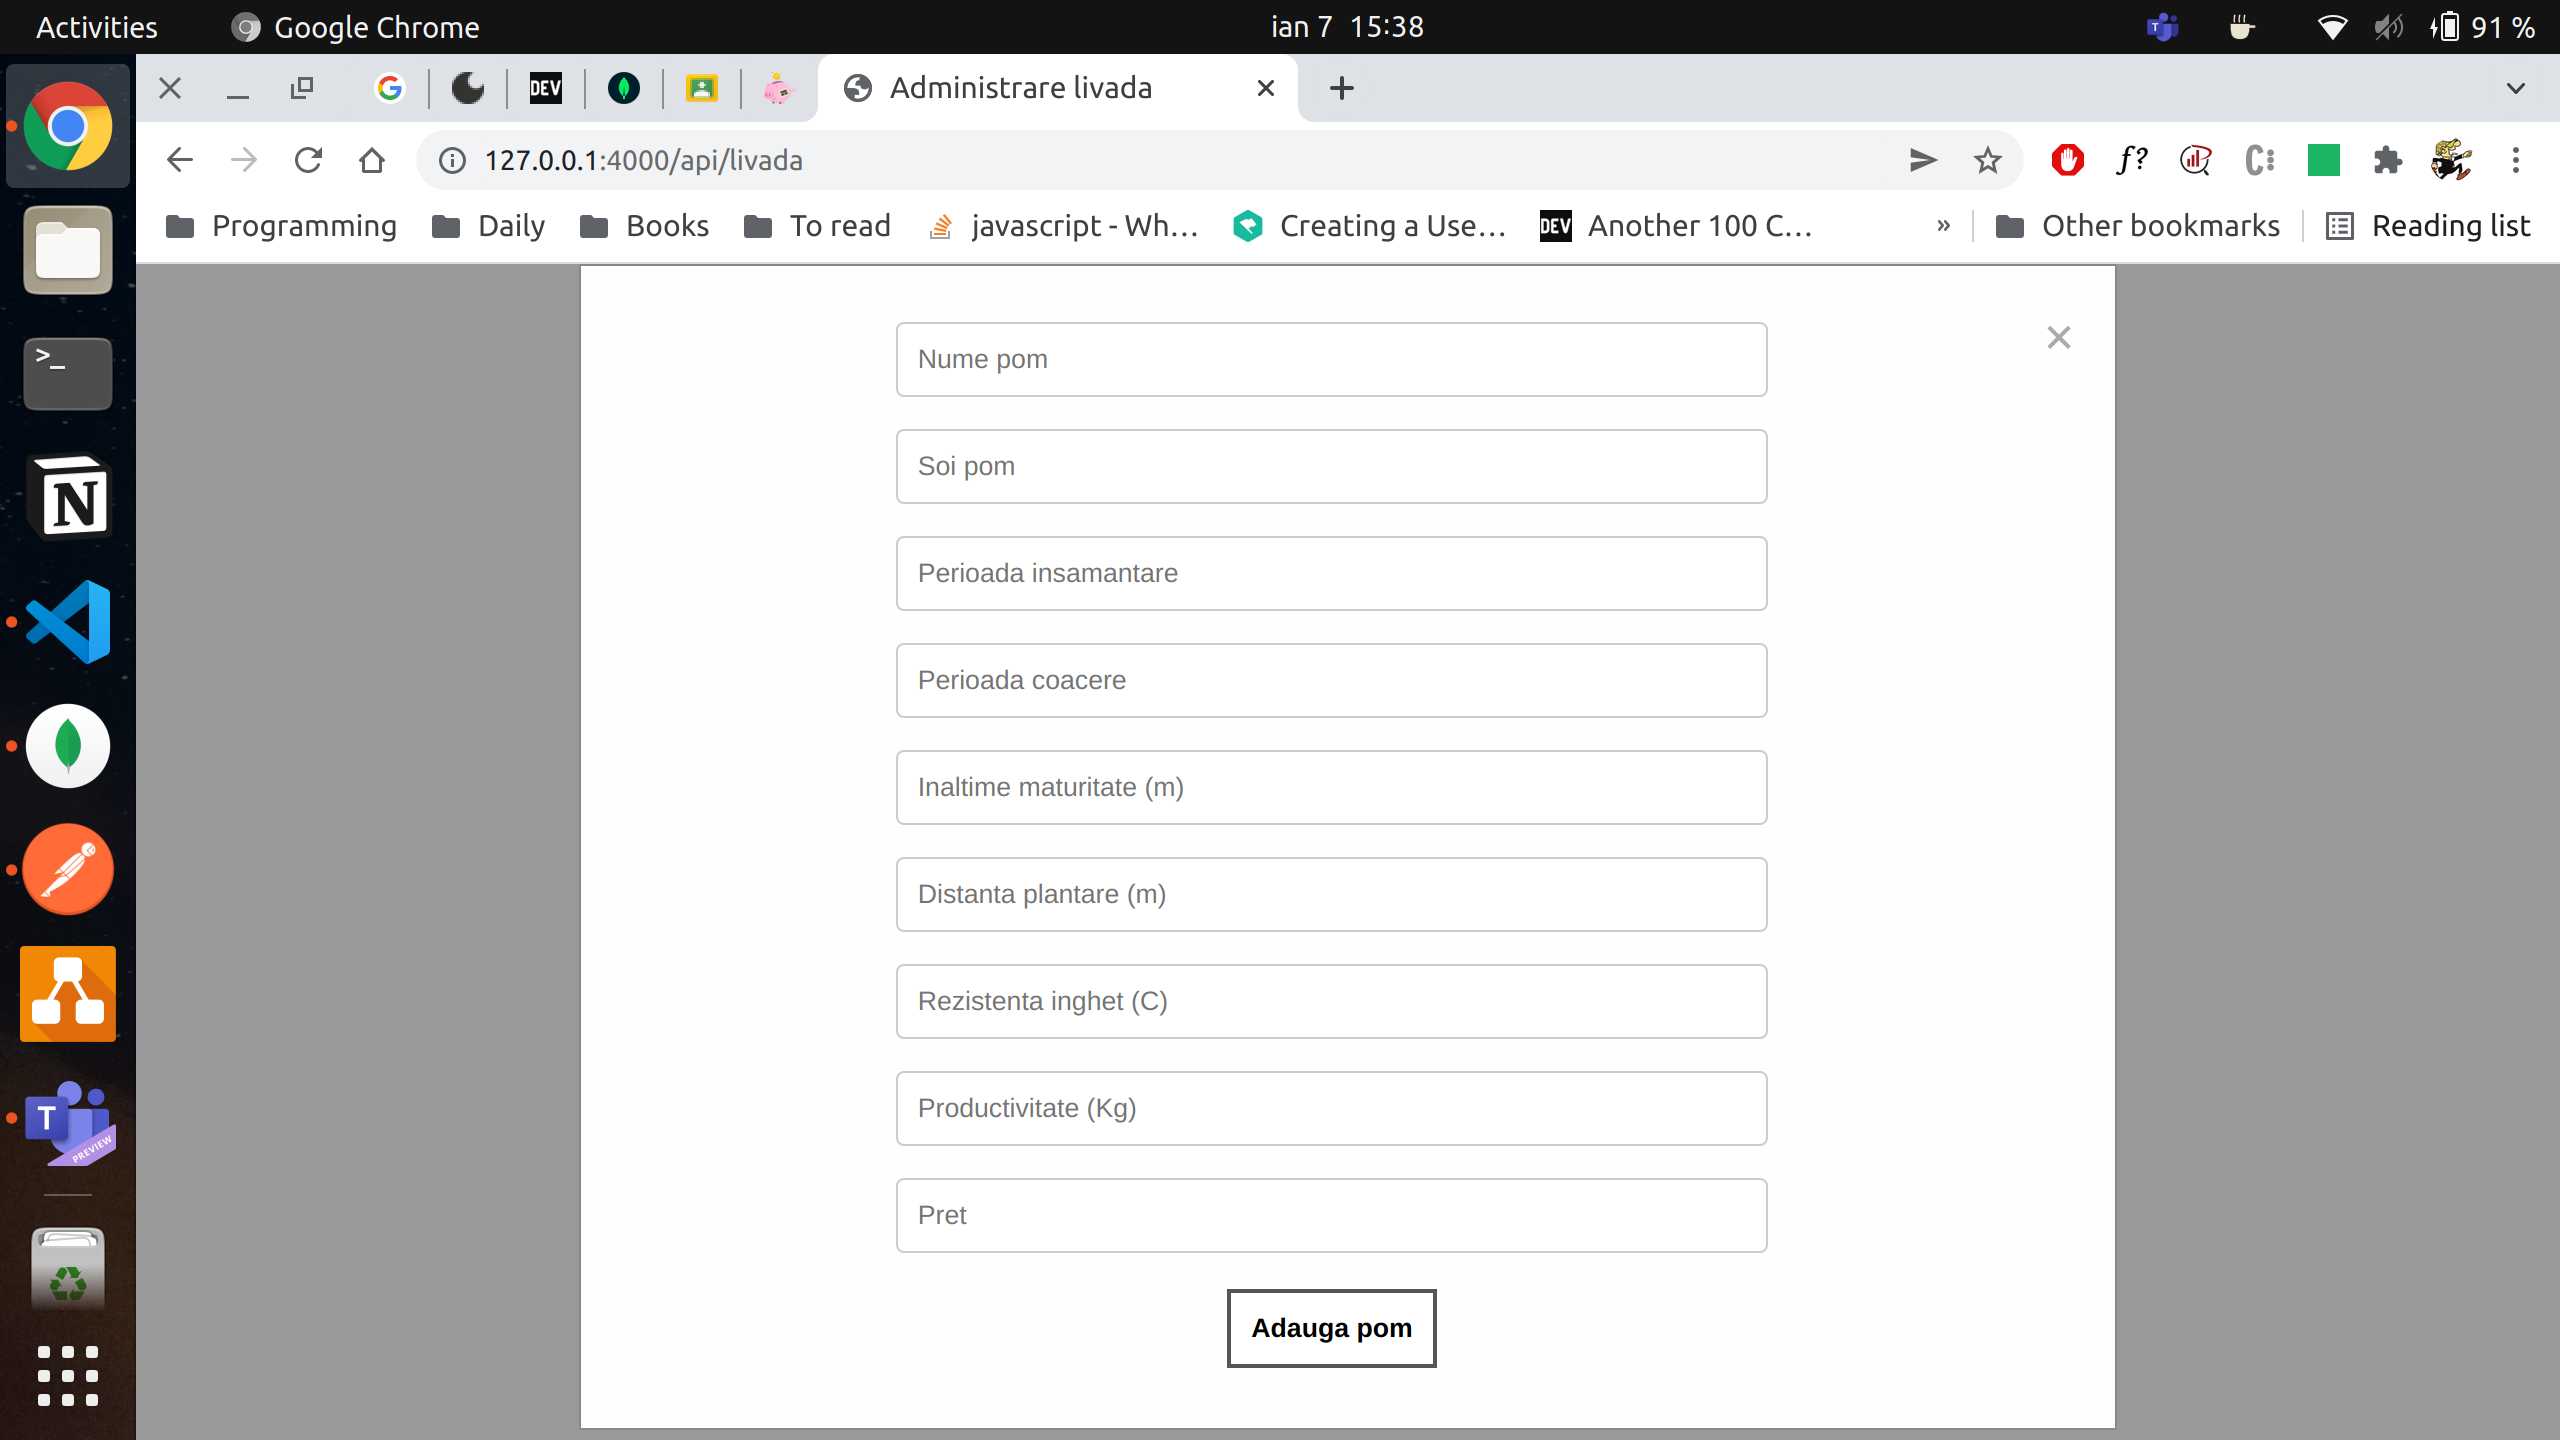 Activities
Google Chrome
ian 7 15:38
91 %
DEV
Administrare livada
127.0.0.1:4000/api/livada
f?
Programming
Daily
Books
To read
javascript - Wh...
Creating a Use...
DEV
Another 100 C...
»
Other bookmarks
Reading list
>_
N
T
PREVIEW
Nume pom
Soi pom
Perioada insamantare
Perioada coacere
Inaltime maturitate (m)
Distanta plantare (m)
Rezistenta inghet (C)
Productivitate (Kg)
Pret
Adauga pom